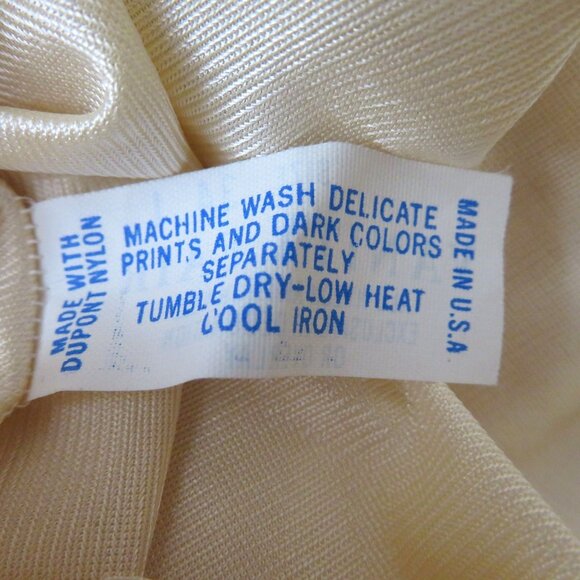 MADE WITH
DUPONT NYLON
MACHINE WASH DELICATE
PRINTS AND DARK COLORS
SEPARATELY
TUMBLE DRY-LOW HEAT
COOL IRON
MADE IN U.S.A